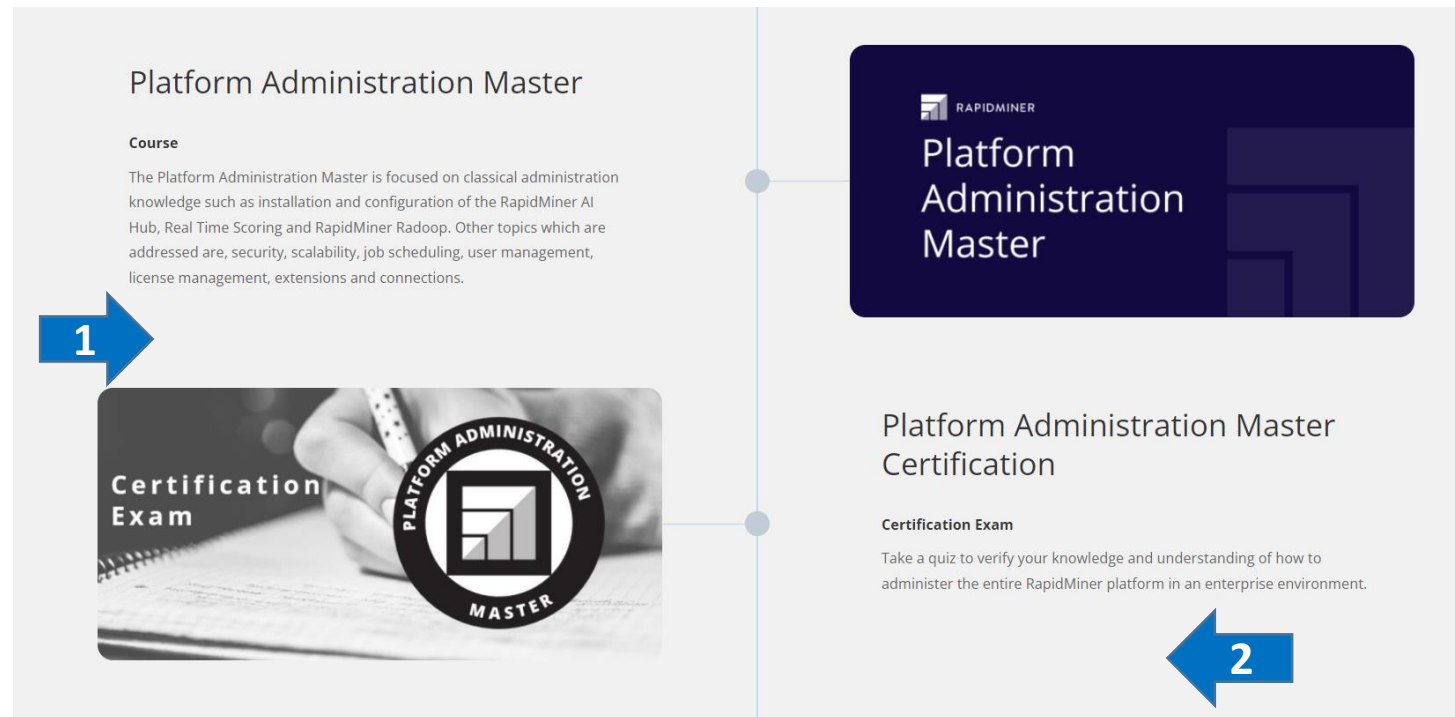 Platform Administration Master
Course
The Platform Administration Master is focused on classical administration
knowledge such as installation and configuration of the RapidMiner AI
Hub, Real Time Scoring and RapidMiner Radoop. Other topics which are
addressed are, security, scalability, job scheduling, user management,
license management, extensions and connections.
RAPIDMINER
Platform
Administration
Master
1
Certification
Exam
PLATFORM ADMINISTRATION
MASTER
Platform Administration Master
Certification
Certification Exam
Take a quiz to verify your knowledge and understanding of how to
administer the entire RapidMiner platform in an enterprise environment.
2